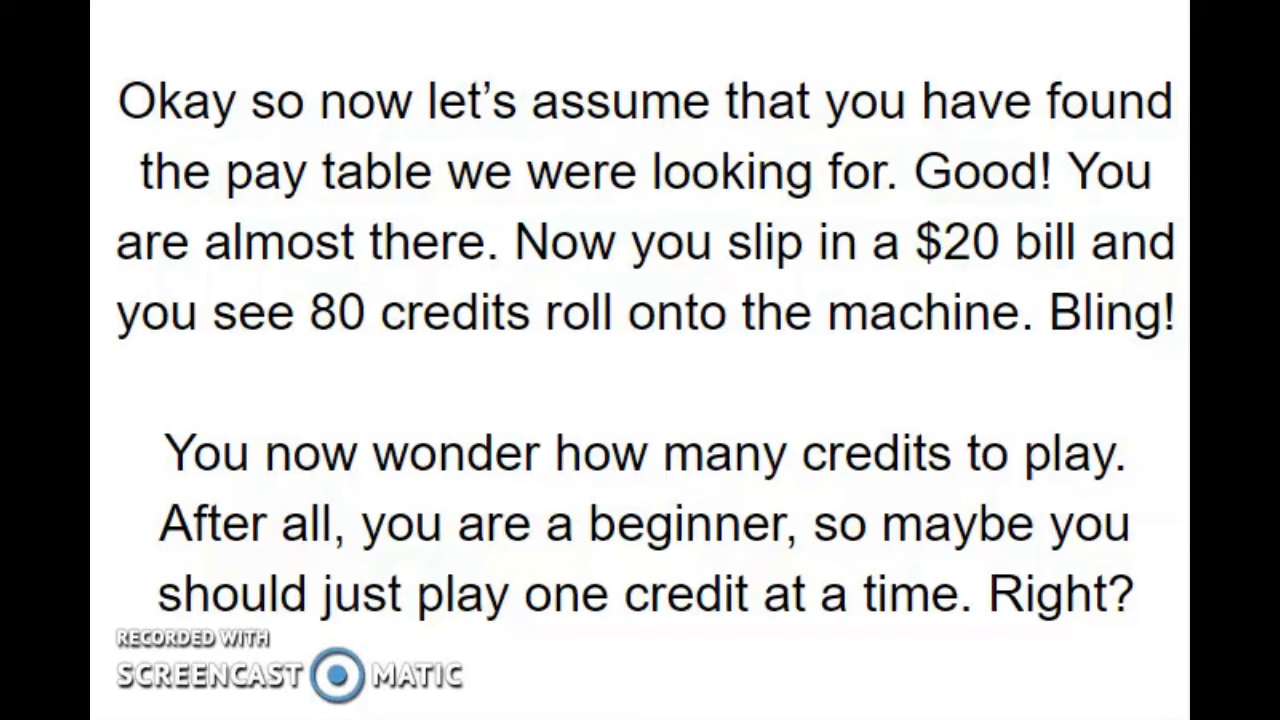 Okay so now let’s assume that you have found
the pay table we were looking for. Good! You
are almost there. Now you slip in a $20 bill and
you see 80 credits roll onto the machine. Bling!
You now wonder how many credits to play.
After all, you are a beginner, so maybe you
should just play one credit at a time. Right?
RECORDED WITH
SCREENCAST MATIC